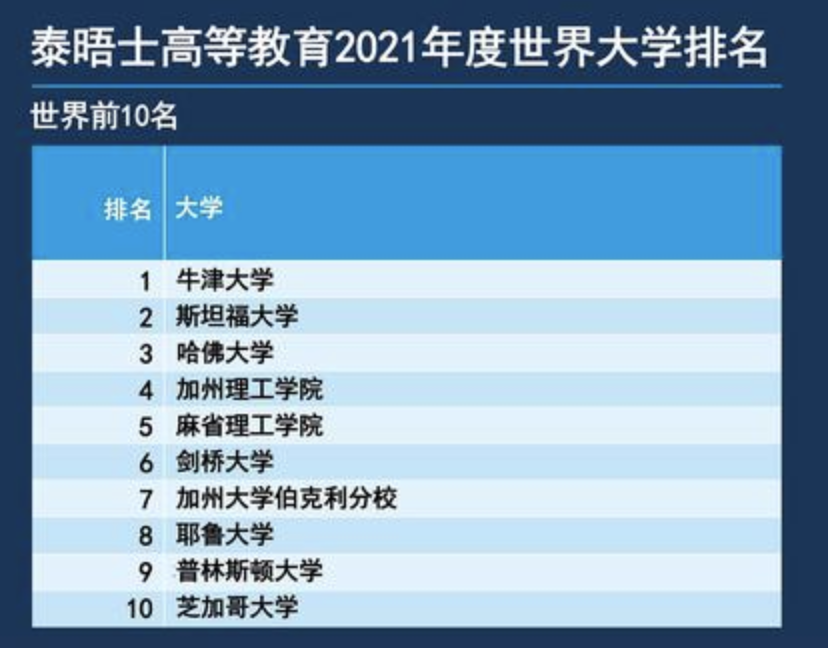 泰晤士高等教育2021年度世界大学排名
世界前10名
排名 大学
1 牛津大学
2 斯坦福大学
3 哈佛大学
4 加州理工学院
5 麻省理工学院
6 剑桥大学
7 加州大学伯克利分校
8 耶鲁大学
9 普林斯顿大学
10 芝加哥大学